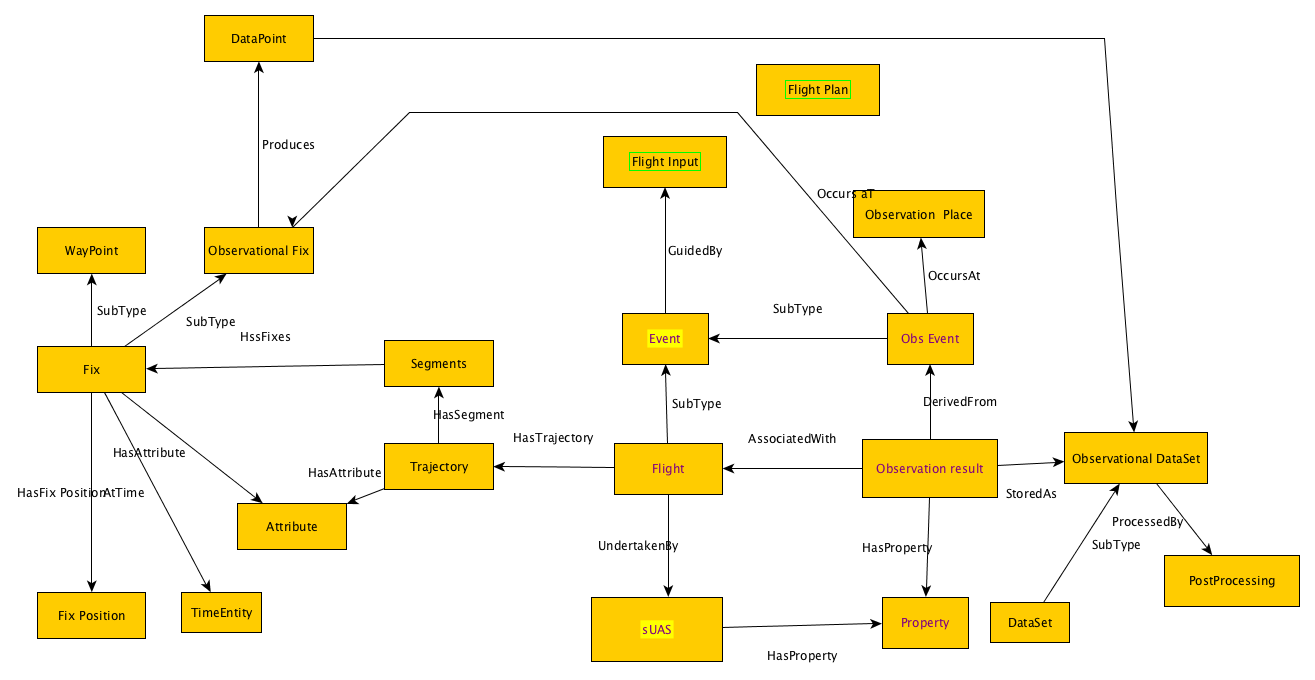 DataPoint
Flight Plan
Produces
Flight Input
Occurs aT
Observation  Place
WayPoint
Observational Fix
GuidedBy
OccursAt
SubType
SubType
HssFixes
SubType
Event
Obs Event
Fix
Segments
SubType
DerivedFrom
HasSegment
HasTrajectory
AssociatedWith
HasAttribute
HasAttribute
Trajectory
Flight
Observation result
Observational DataSet
HasFix Position
AtTime
StoredAs
Attribute
ProcessedBy
UndertakenBy
HasProperty
SubType
PostProcessing
Fix Position
TimeEntity
sUAS
Property
DataSet
HasProperty